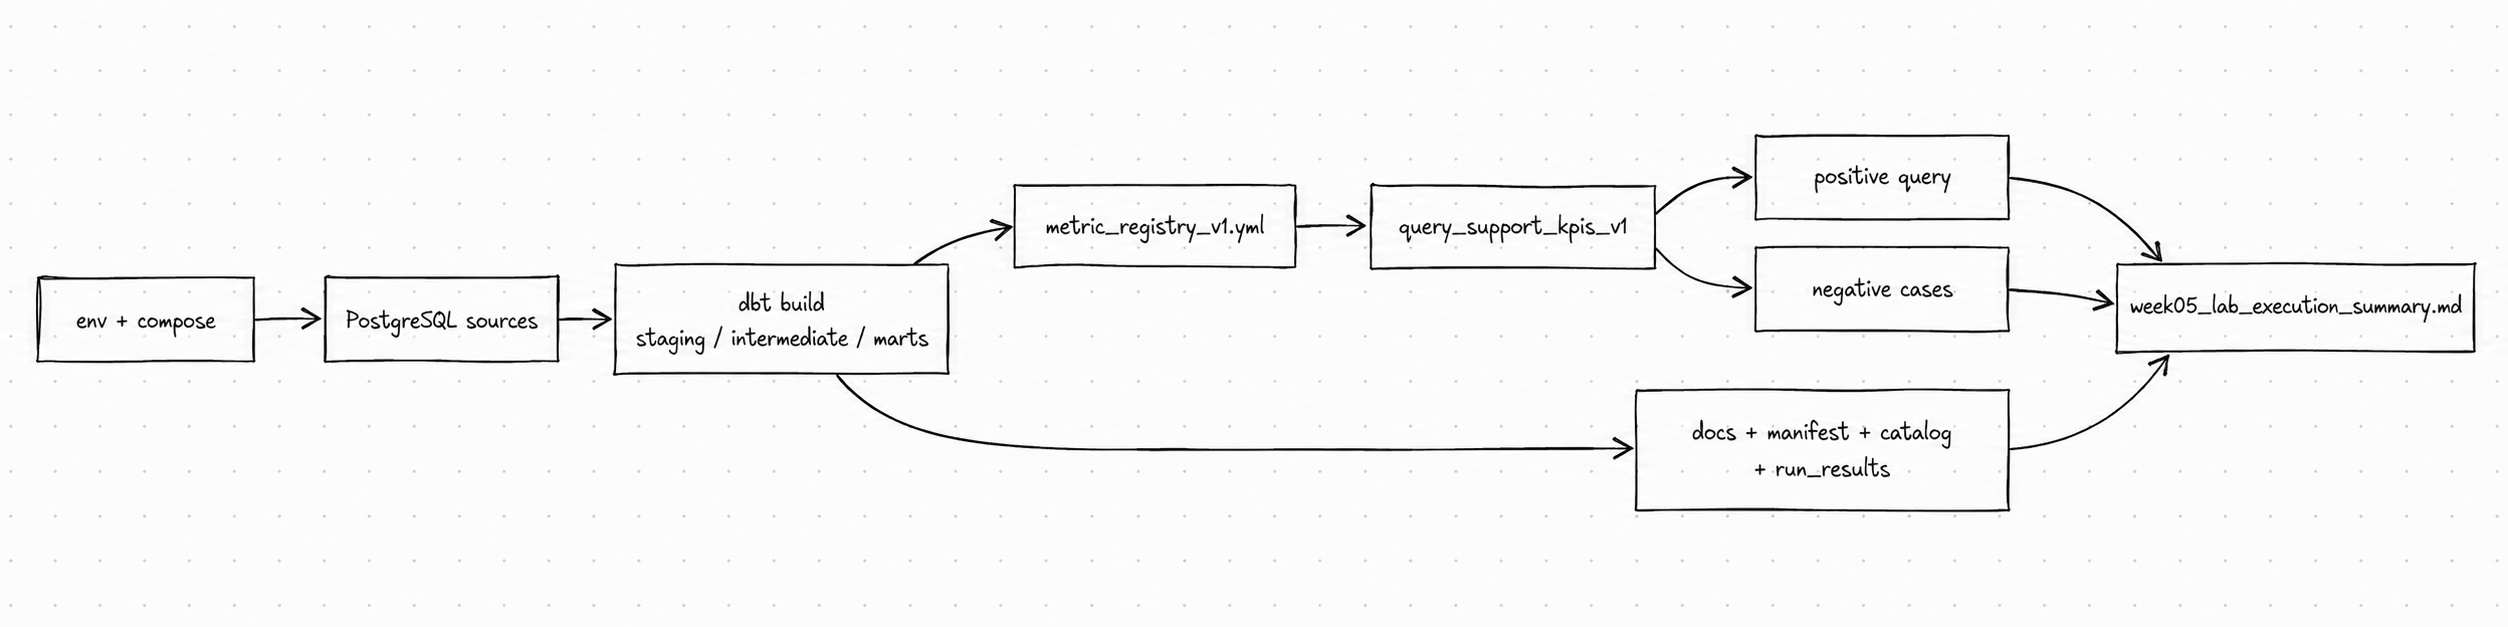 env + compose
PostgreSQL sources
dbt build
staging / intermediate / marts
metric_registry_v1.yml
query_support_kpis_v1
positive query
negative cases
docs + manifest + catalog
+ run_results
week05_lab_execution_summary.md